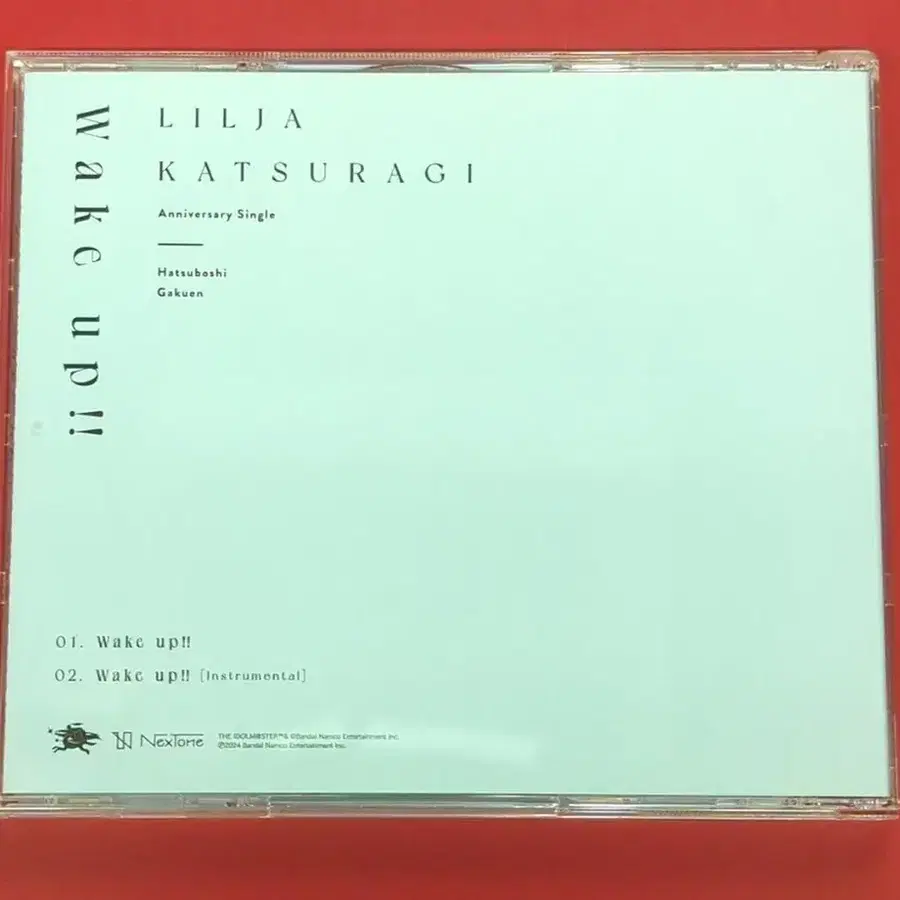 Wake up!!
LILJA
KATSURAGI
Anniversary Single
Hatsuboshi
Gakuen
01. Wake up!!
02. Wake up!! [Instrumental]
NexTone
THE IDOLM@STER™& ©Bandai Namco Entertainment Inc.
℗2024 Bandai Namco Entertainment Inc.